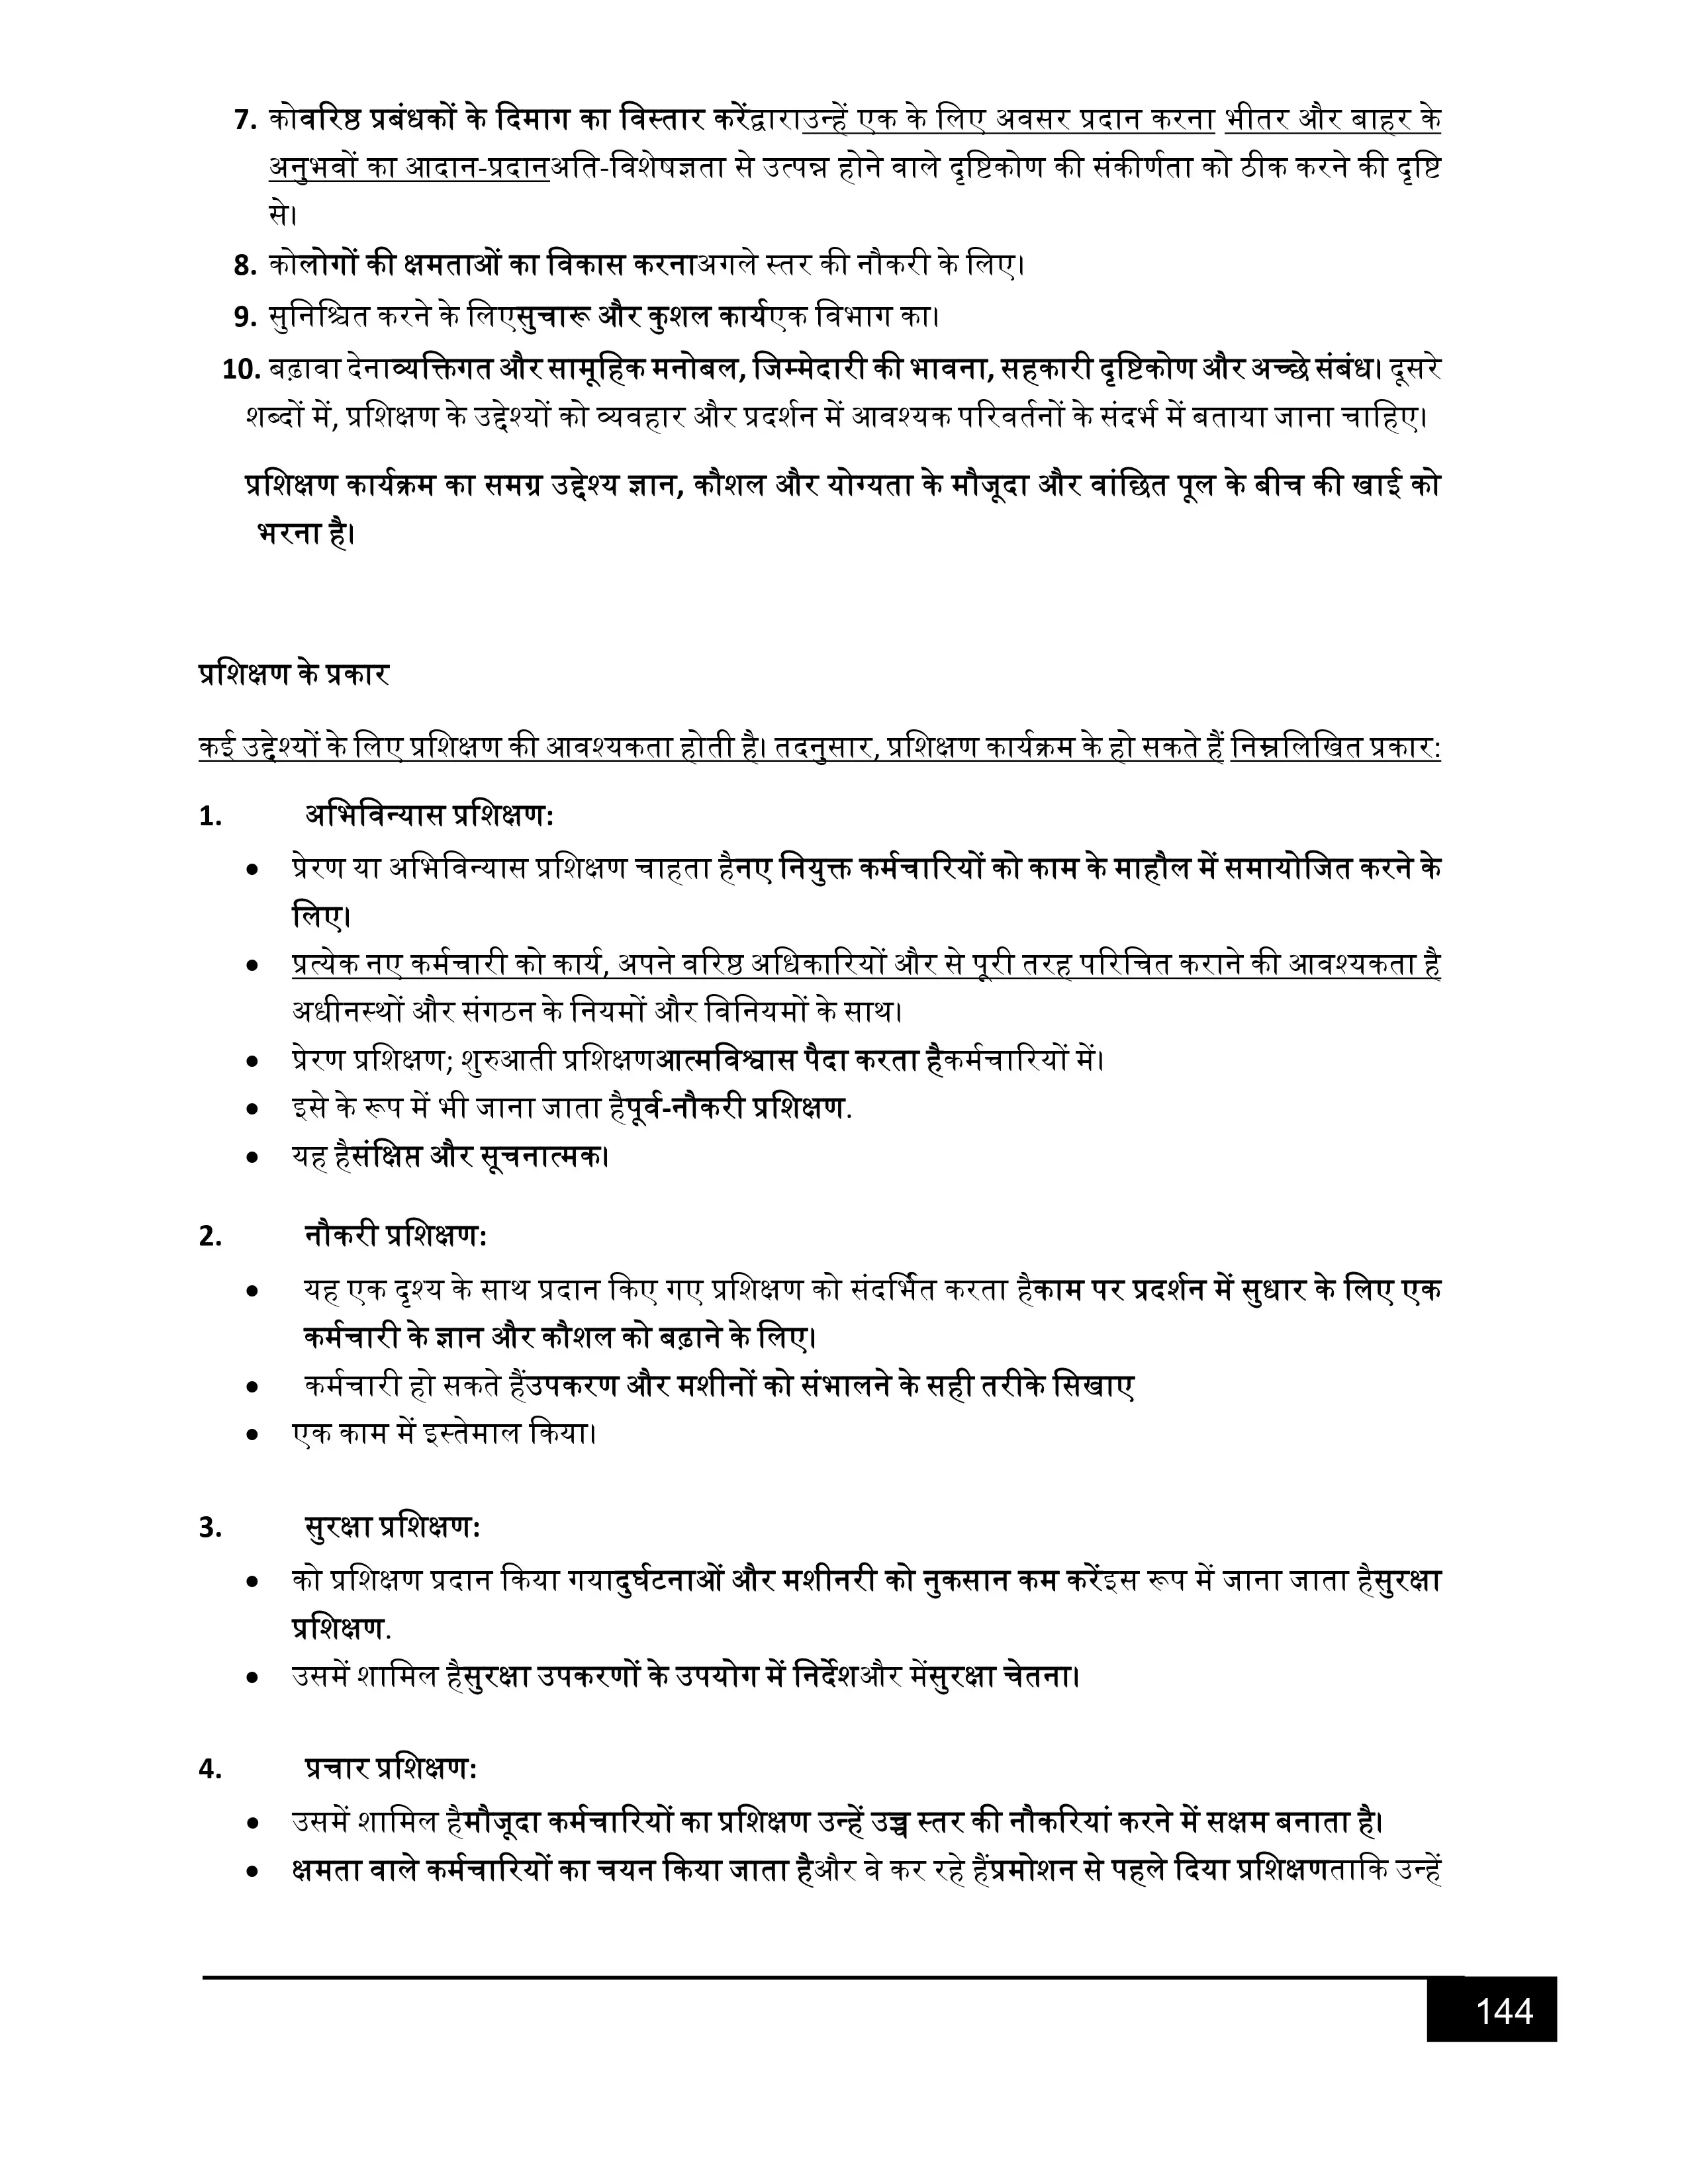 7. कोवरिष्ठ प्रबंधकों के दिमाग का विस्तार करेंद्वाराउन्हें एक के लिए अवसर प्रदान करना भीतर और बाहर के
अनुभवों का आदान-प्रदानअति-विशेषज्ञता से उत्पन्न होने वाले दृष्टिकोण की संकीर्णता को ठीक करने की दृष्टि
से।
8. कोलोगों की क्षमताओं का विकास करनाअगले स्तर की नौकरी के लिए।
9. सुनिश्चित करने के लिएसुचारू और कुशल कार्यएक विभाग का।
10. बढ़ावा देनाव्यक्तिगत और सामूहिक मनोबल, जिम्मेदारी की भावना, सहकारी दृष्टिकोण और अच्छे संबंध। दूसरे
शब्दों में, प्रशिक्षण के उद्देश्यों को व्यवहार और प्रदर्शन में आवश्यक परिवर्तनों के संदर्भ में बताया जाना चाहिए।
प्रशिक्षण कार्यक्रम का समग्र उद्देश्य ज्ञान, कौशल और योग्यता के मौजूदा और वांछित पूल के बीच की खाई को
भरना है।
प्रशिक्षण के प्रकार
कई उद्देश्यों के लिए प्रशिक्षण की आवश्यकता होती है। तदनुसार, प्रशिक्षण कार्यक्रम के हो सकते हैं निम्नलिखित प्रकार:
1. अभिविन्यास प्रशिक्षण:
• प्रेरण या अभिविन्यास प्रशिक्षण चाहता हैनए नियुक्त कर्मचारियों को काम के माहौल में समायोजित करने के
लिए।
• प्रत्येक नए कर्मचारी को कार्य, अपने वरिष्ठ अधिकारियों और से पूरी तरह परिचित कराने की आवश्यकता है
अधीनस्थों और संगठन के नियमों और विनियमों के साथ।
• प्रेरण प्रशिक्षण; शुरुआती प्रशिक्षणआत्मविश्वास पैदा करता हैकर्मचारियों में।
• इसे के रूप में भी जाना जाता हैपूर्व-नौकरी प्रशिक्षण.
• यह हैसंक्षिप्त और सूचनात्मक।
2. नौकरी प्रशिक्षण:
• यह एक दृश्य के साथ प्रदान किए गए प्रशिक्षण को संदर्भित करता हैकाम पर प्रदर्शन में सुधार के लिए एक
कर्मचारी के ज्ञान और कौशल को बढ़ाने के लिए।
• कर्मचारी हो सकते हैंउपकरण और मशीनों को संभालने के सही तरीके सिखाए
• एक काम में इस्तेमाल किया।
3. सुरक्षा प्रशिक्षण:
• को प्रशिक्षण प्रदान किया गयादुर्घटनाओं और मशीनरी को नुकसान कम करेंइस रूप में जाना जाता हैसुरक्षा
प्रशिक्षण.
• उसमें शामिल हैसुरक्षा उपकरणों के उपयोग में निर्देशऔर मेंसुरक्षा चेतना।
4. प्रचार प्रशिक्षण:
• उसमें शामिल हैमौजूदा कर्मचारियों का प्रशिक्षण उन्हें उच्च स्तर की नौकरियां करने में सक्षम बनाता है।
• क्षमता वाले कर्मचारियों का चयन किया जाता हैऔर वे कर रहे हैंप्रमोशन से पहले दिया प्रशिक्षणताकि उन्हें
144